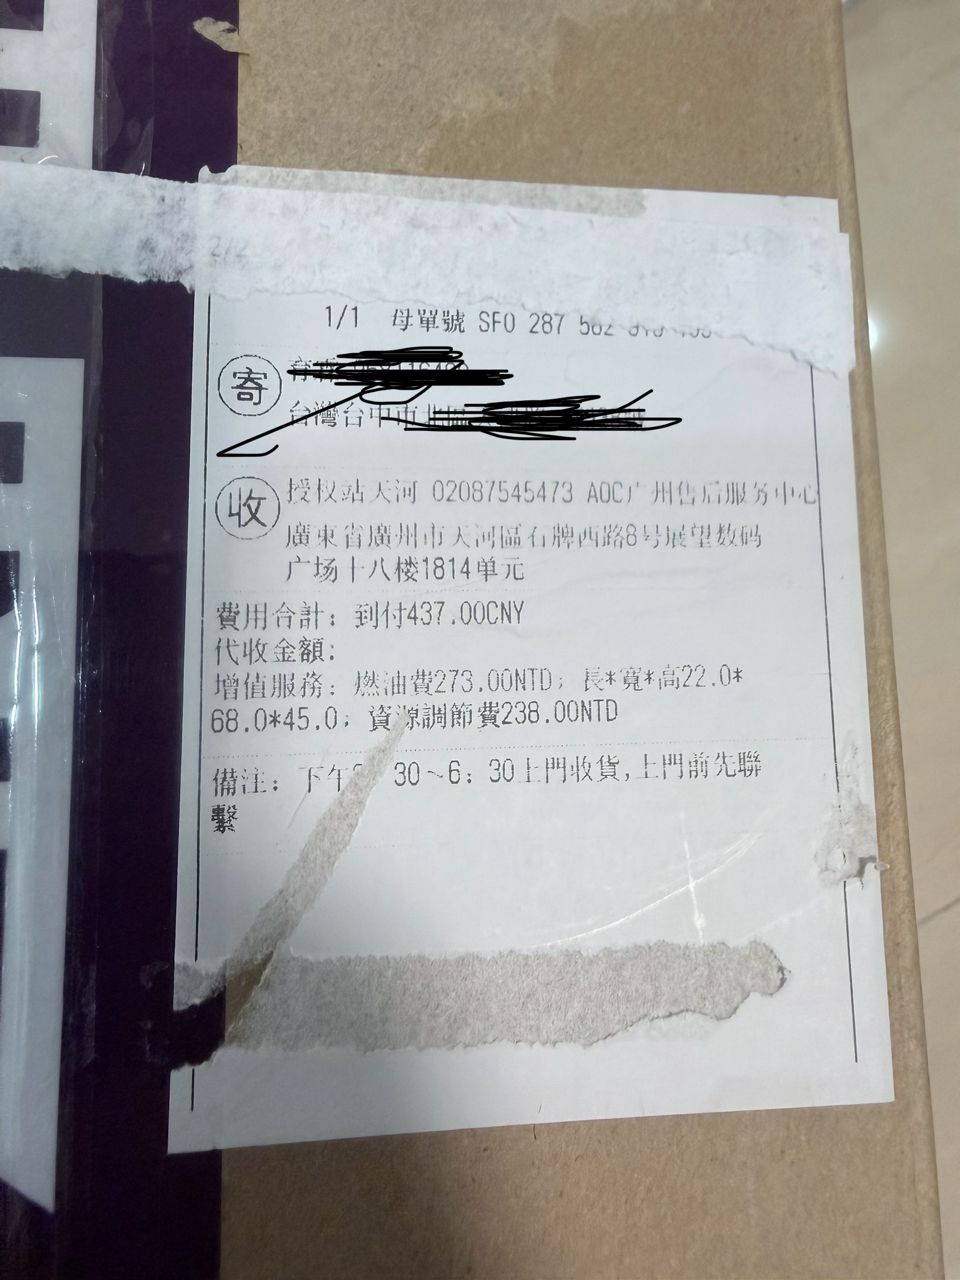 1/1 母單號 SF0 287
寄
台灣台中市北區
收 授权站天河 02087545473 AOC广州售后服务中心
廣東省廣州市天河區石牌西路8号展望数码
广场十八楼1814单元
費用合計: 到付437.00CNY
代收金額:
增值服務: 燃油費273.00NTD; 長*寬*高22.0*
68.0*45.0; 資源調節費238.00NTD
備注: 下午 30~6:30上門收貨,上門前先聯
繫